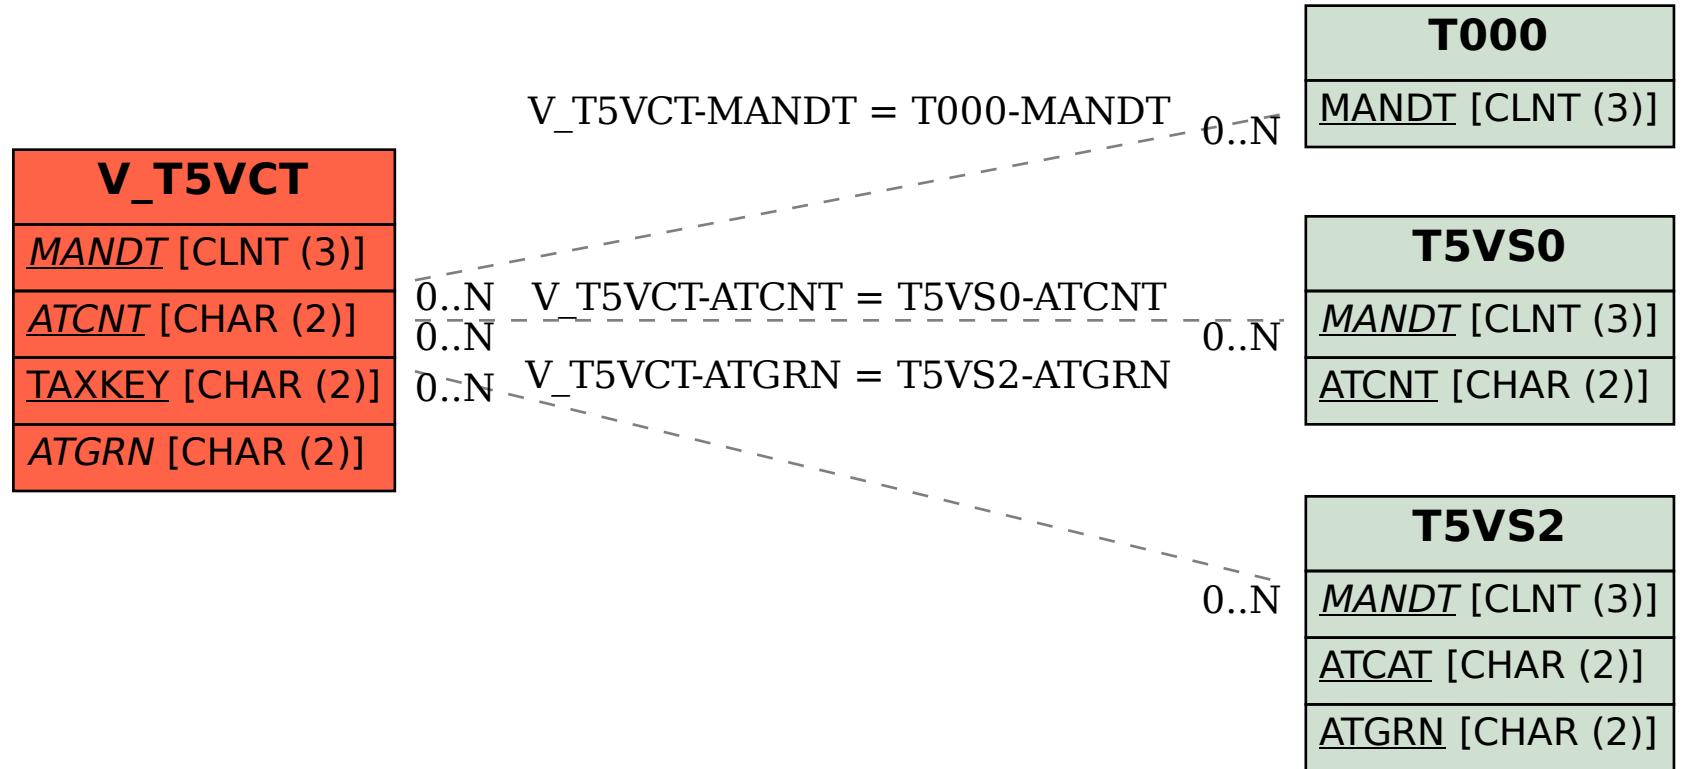 V_T5VCT
MANDT [CLNT (3)]
ATCNT [CHAR (2)]
TAXKEY [CHAR (2)]
ATGRN [CHAR (2)]
V_T5VCT-MANDT = T000-MANDT
0..N
0..N
V_T5VCT-ATCNT = T5VS0-ATCNT
0..N
0..N
V_T5VCT-ATGRN = T5VS2-ATGRN
0..N
0..N
T000
MANDT [CLNT (3)]
T5VS0
MANDT [CLNT (3)]
ATCNT [CHAR (2)]
T5VS2
MANDT [CLNT (3)]
ATCAT [CHAR (2)]
ATGRN [CHAR (2)]